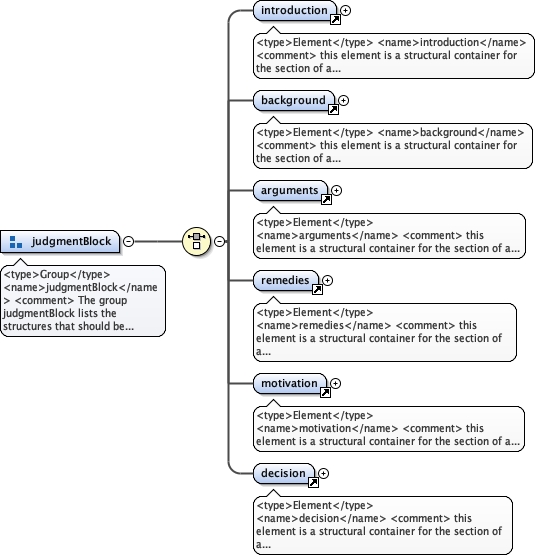 introduction
<type>Element</type> <name>introduction</name>
<comment> this element is a structural container for
the section of a...
background
<type>Element</type> <name>background</name>
<comment> this element is a structural container for
the section of a...
arguments
<type>Element</type>
<name>arguments</name> <comment> this
element is a structural container for the section of a...
judgmentBlock
<type>Group</type>
<name>judgmentBlock</name
> <comment> The group
judgmentBlock lists the
structures that should be...
remedies
<type>Element</type>
<name>remedies</name> <comment> this
element is a structural container for the section of
a...
motivation
<type>Element</type>
<name>motivation</name> <comment> this
element is a structural container for the section of a...
decision
<type>Element</type>
<name>decision</name> <comment> this
element is a structural container for the section of
a...